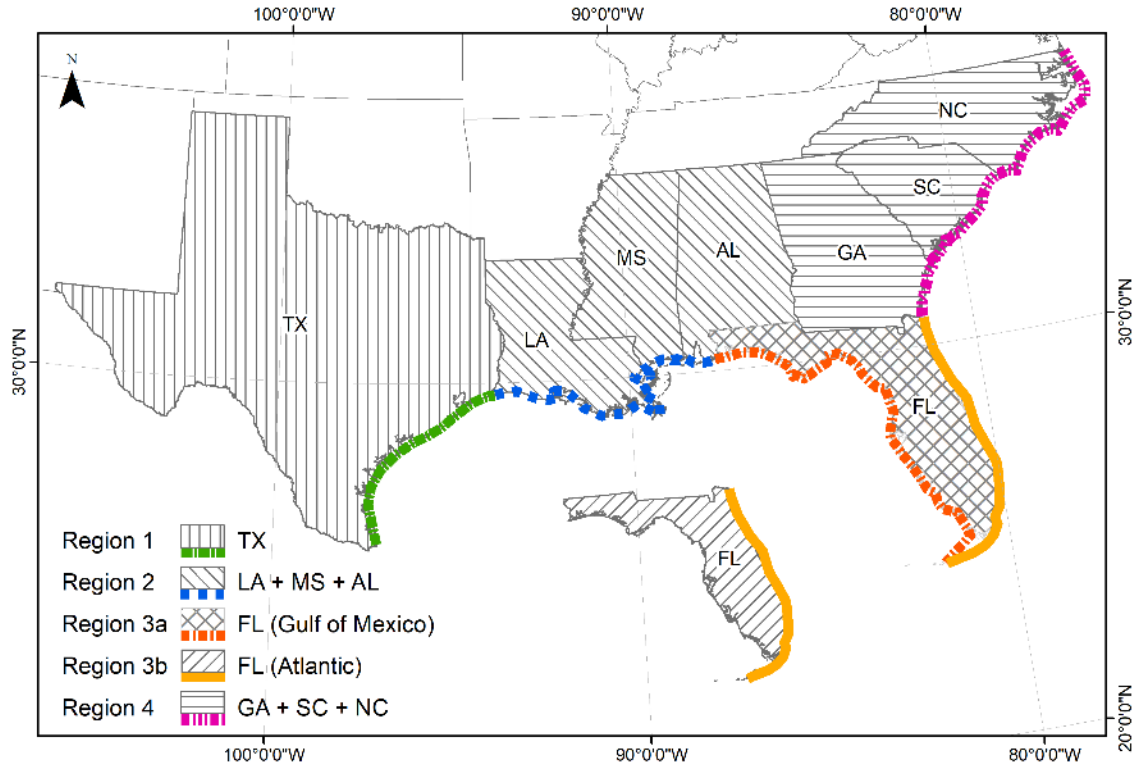 100°0'0"W 90°0'0"W 80°0'0"W
N
NC
SC
MS AL GA
TX
LA
30°0'0"N
30°0'0"N
FL
FL
Region 1 TX
Region 2 LA + MS + AL
Region 3a FL (Gulf of Mexico)
Region 3b FL (Atlantic)
Region 4 GA + SC + NC
20°0'0"N
100°0'0"W 90°0'0"W 80°0'0"W